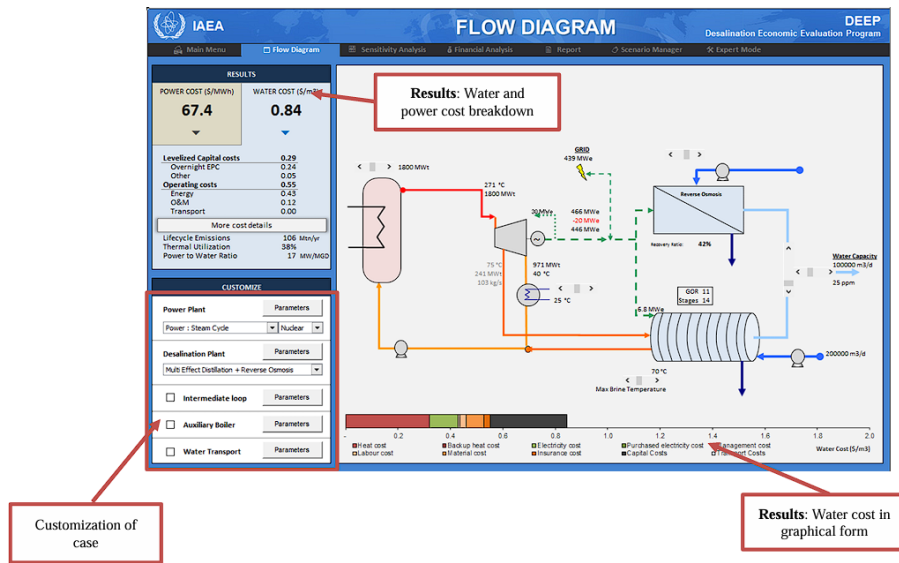 IAEA
FLOW DIAGRAM
DEEP
Desalination Economic Evaluation Program
Main Menu
Flow Diagram
Sensitivity Analysis
Financial Analysis
Report
Scenario Manager
Expert Mode
RESULTS
POWER COST ($/MWh)
WATER COST ($/m3)
67.4
0.84
Results: Water and
power cost breakdown
Levelized Capital costs 0.29
Overnight EPC 0.24
Other 0.05
Operating costs 0.55
Energy 0.43
O&M 0.12
Transport 0.00
More cost details
Lifecycle Emissions 106 Mtn/yr
Thermal Utilization 38%
Power to Water Ratio 17 MW/MGD
CUSTOMIZE
Power Plant Parameters
Power : Steam Cycle Nuclear
Desalination Plant Parameters
Multi Effect Distillation + Reverse Osmosis
Intermediate loop Parameters
Auxiliary Boiler Parameters
Water Transport Parameters
Customization of
case
1800 MWt
271 °C
1800 MWt
GRID
439 MWe
20 MWe
466 MWe
-20 MWe
446 MWe
75 °C
241 MWt
103 kg/s
971 MWt
40 °C
25 °C
Reverse Osmosis
Recovery Ratio: 42%
Water Capacity
100000 m3/d
25 ppm
GOR 11
Stages 14
6.8 MWe
200000 m3/d
70 °C
Max Brine Temperature
- 0.2 0.4 0.6 0.8 1.0 1.2 1.4 1.6 1.8 2.0
Water Cost ($/m3)
Heat cost
Backup heat cost
Electricity cost
Purchased electricity cost
Management cost
Labour cost
Material cost
Insurance cost
Capital Costs
Transport Costs
Results: Water cost in
graphical form